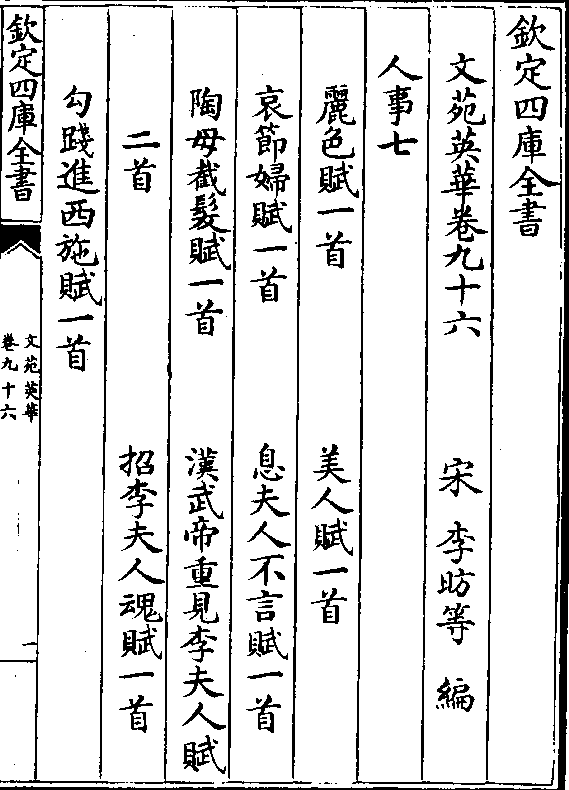 欽定四庫全書
文苑英華卷九十六　宋　李昉等　編
人事七
麗色賦一首　美人賦一首
哀節婦賦一首　息夫人不言賦一首
陶母截髮賦一首　漢武帝重見李夫人賦
二首　招李夫人魂賦一首
勾踐進西施賦一首
欽定四庫全書
文苑英華
卷九十六
一